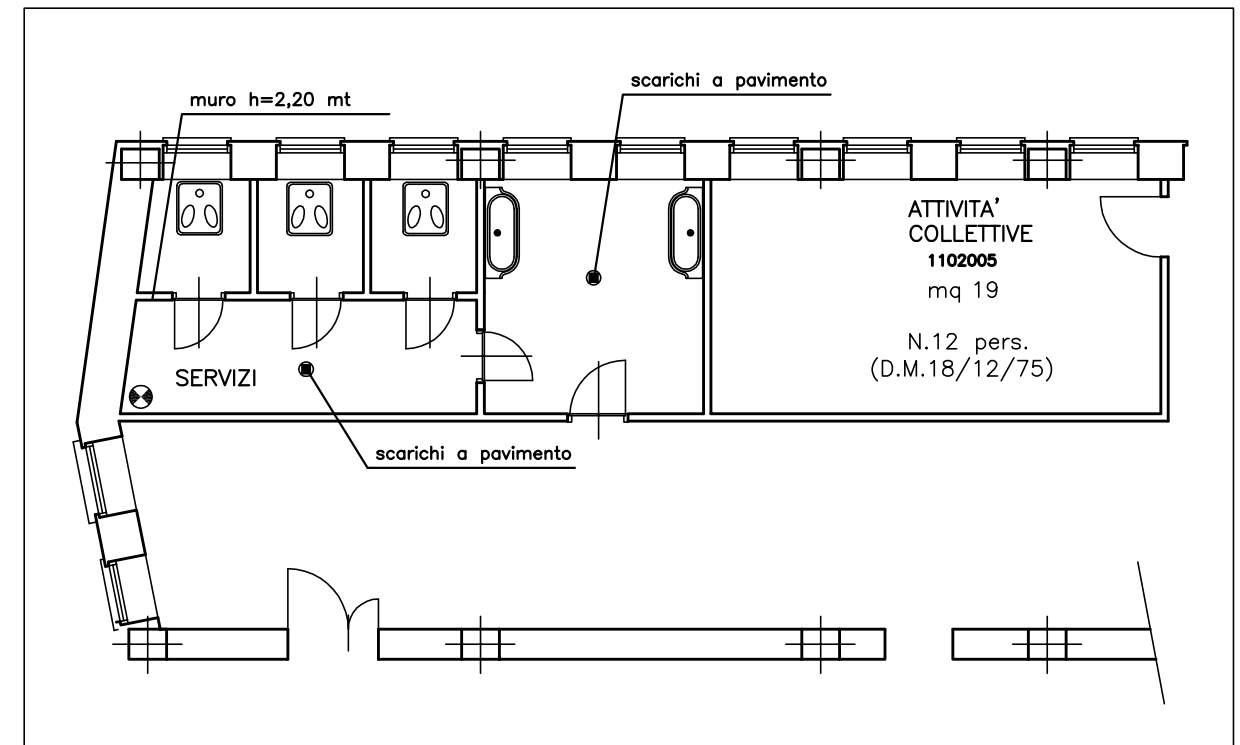 scarichi a pavimento
muro h=2,20 mt
ATTIVITA'
COLLETTIVE
1102005
mq 19
N.12 pers.
(D.M.18/12/75)
SERVIZI
scarichi a pavimento